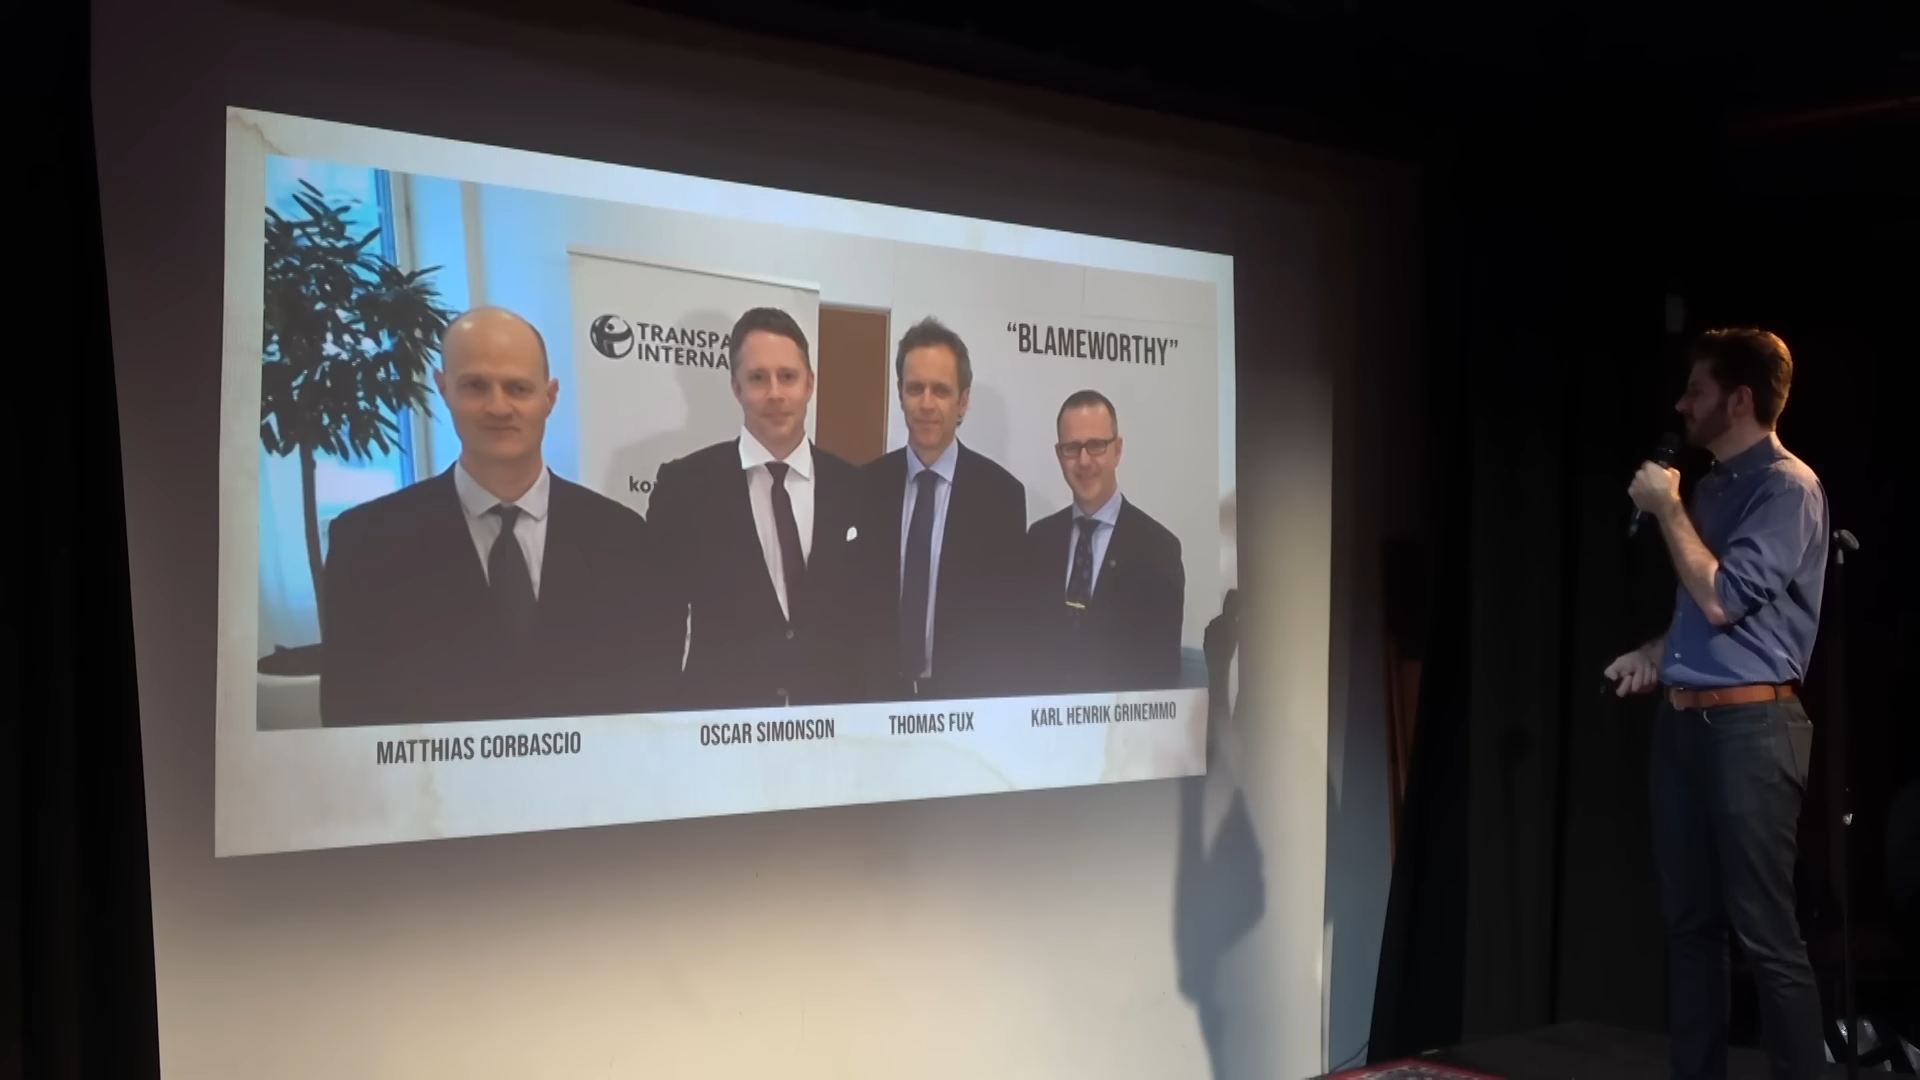 TRANSPA
INTERNA
"BLAMEWORTHY"
MATTHIAS CORBASCIO
OSCAR SIMONSON
THOMAS FUX
KARL HENRIK GRINEMMO